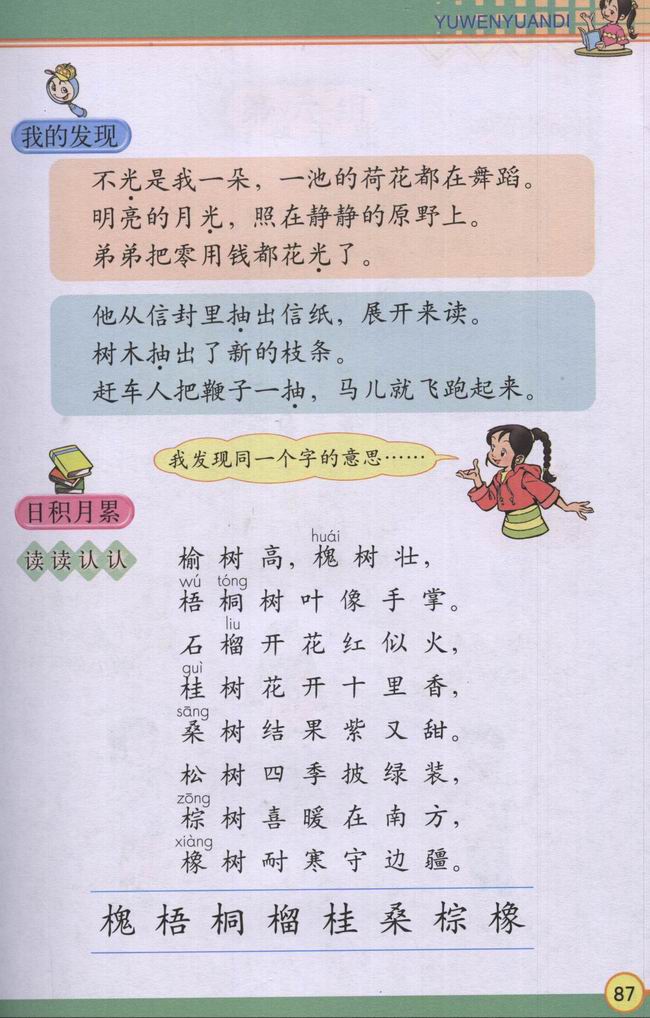 YUWENYUANDI
我的发现
不光是我一朵，一池的荷花都在舞蹈。
明亮的月光，照在静静的原野上。
弟弟把零用钱都花光了。
他从信封里抽出信纸，展开来读。
树木抽出了新的枝条。
赶车人把鞭子一抽，马儿就飞跑起来。
我发现同一个字的意思……
日积月累
读读认认
huái
榆树高，槐树壮，
wú tóng
梧桐树叶像手掌。
liu
石榴开花红似火，
guì
桂树花开十里香，
sāng
桑树结果紫又甜。
松树四季披绿装，
zōng
棕树喜暖在南方，
xiàng
橡树耐寒守边疆。
槐梧桐榴桂桑棕橡
87